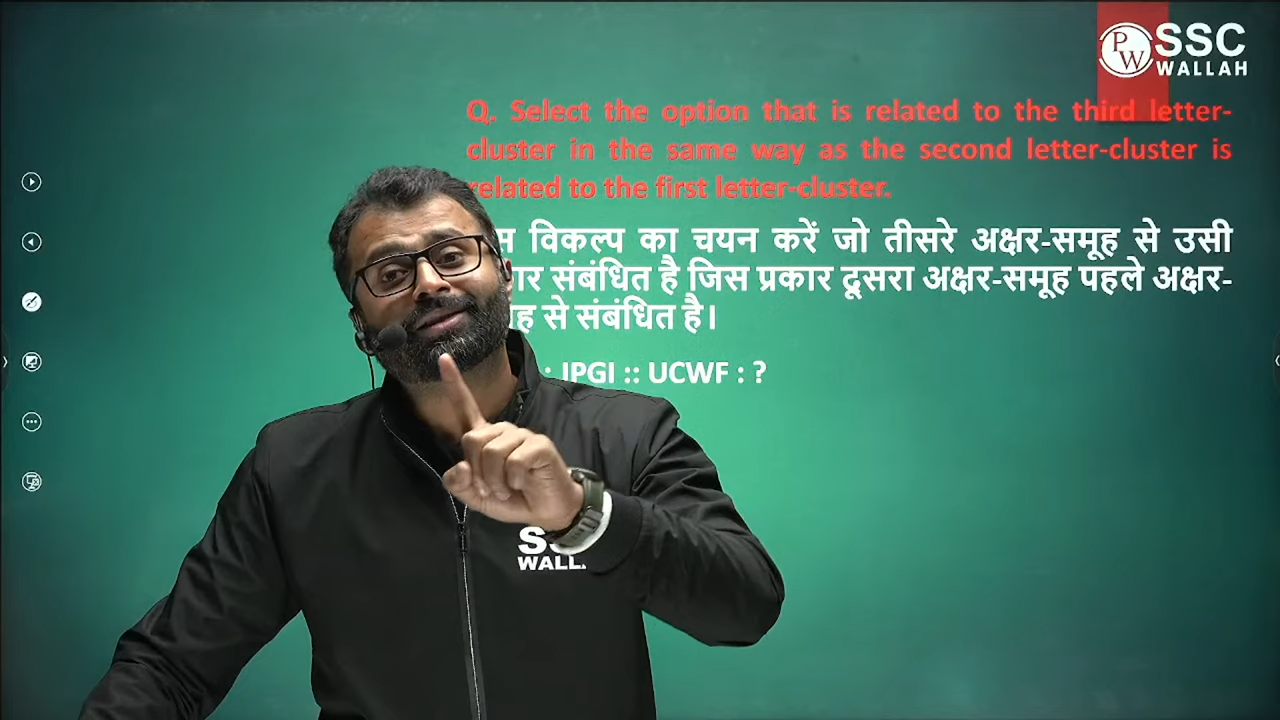 PW
SSC
WALLAH
Q. Select the option that is related to the third letter-
cluster in the same way as the second letter-cluster is
related to the first letter-cluster.
विकल्प का चयन करें जो तीसरे अक्षर-समूह से उसी
संबंधित है जिस प्रकार दूसरा अक्षर-समूह पहले अक्षर-
से संबंधित है।
: JPGI :: UCWF : ?
WALL